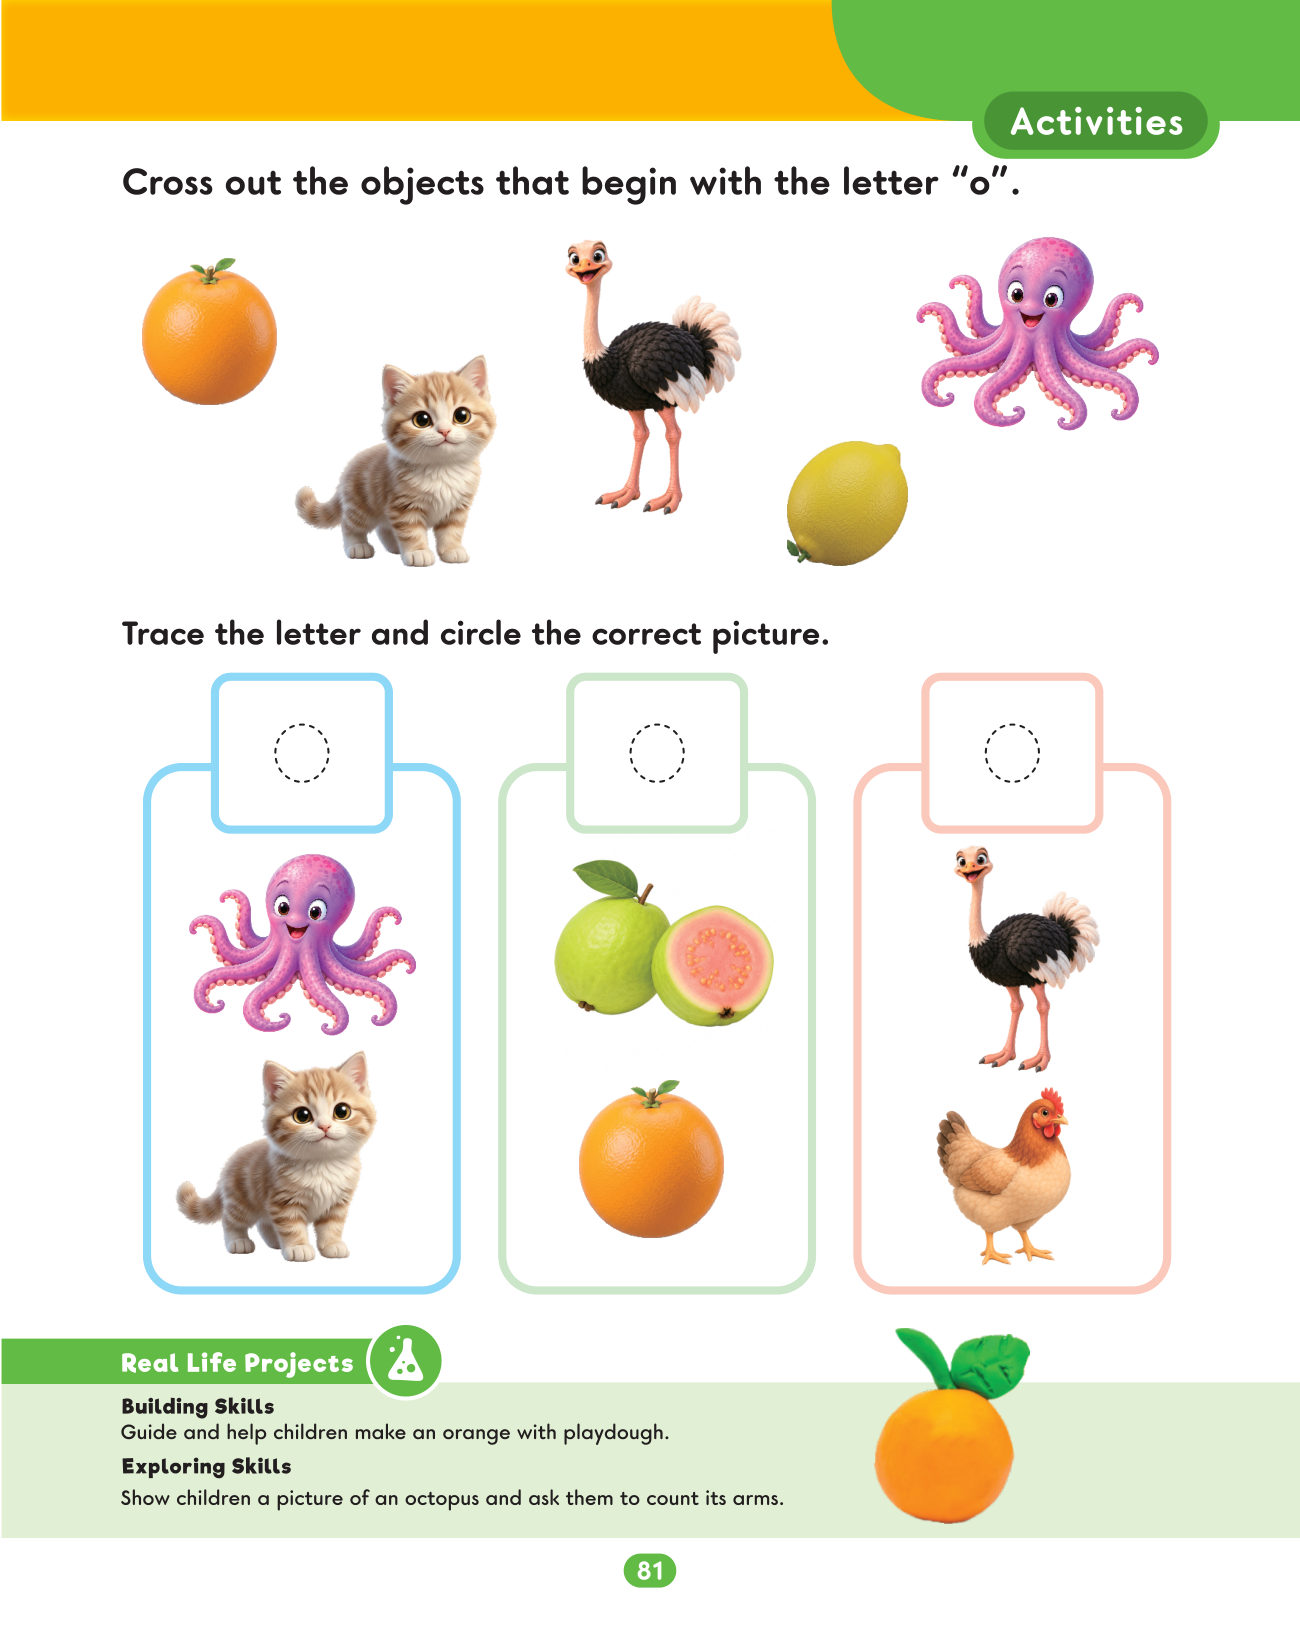 Activities
Cross out the objects that begin with the letter “o”.
Trace the letter and circle the correct picture.
o o o
Real Life Projects
Building Skills
Guide and help children make an orange with playdough.
Exploring Skills
Show children a picture of an octopus and ask them to count its arms.
81